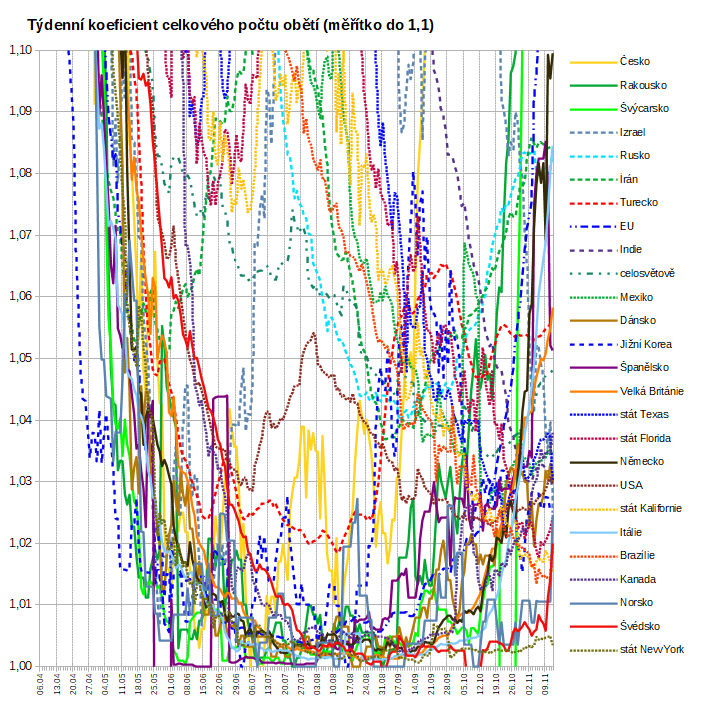 Týdenní koeficient celkového počtu obětí (měřítko do 1,1)
1,10
1,09
1,08
1,07
1,06
1,05
1,04
1,03
1,02
1,01
1,00
06.04
13.04
20.04
27.04
04.05
11.05
18.05
25.05
01.06
08.06
15.06
22.06
29.06
06.07
13.07
20.07
27.07
03.08
10.08
17.08
24.08
31.08
07.09
14.09
21.09
28.09
05.10
12.10
19.10
26.10
02.11
09.11
Česko
Rakousko
Švýcarsko
Izrael
Rusko
Irán
Turecko
EU
Indie
celosvětově
Mexiko
Dánsko
Jižní Korea
Španělsko
Velká Británie
stát Texas
stát Florida
Německo
USA
stát Kalifornie
Itálie
Brazílie
Kanada
Norsko
Švédsko
stát NewYork